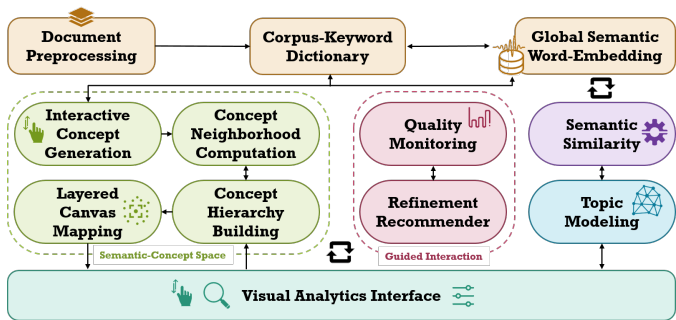 Document
Preprocessing
Corpus-Keyword
Dictionary
Global Semantic
Word-Embedding
Interactive
Concept
Generation
Concept
Neighborhood
Computation
Quality
Monitoring
Semantic
Similarity
Layered
Canvas
Mapping
Concept
Hierarchy
Building
Refinement
Recommender
Topic
Modeling
Semantic-Concept Space
Guided Interaction
Visual Analytics Interface